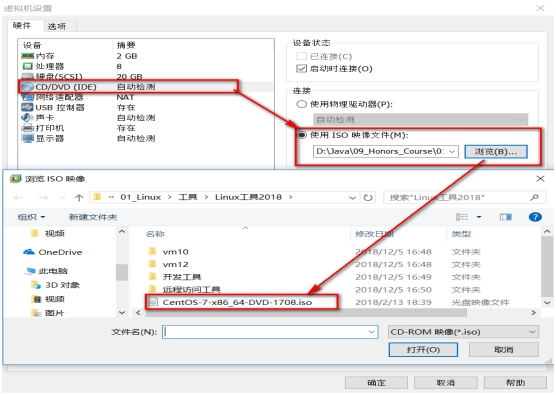 虚拟机设置
硬件 选项
设备 摘要
内存 2 GB
处理器 8
硬盘(SCSI) 20 GB
CD/DVD (IDE) 自动检测
网络适配器 NAT
USB 控制器 存在
声卡 自动检测
打印机 存在
显示器 自动检测
设备状态
已连接(C)
启动时连接(O)
连接
使用物理驱动器(P):
自动检测
使用 ISO 映像文件(M):
D:\Java\09_Honors_Course\0: 浏览(B)...
浏览 ISO 映像
« 01_Linux > 工具 > Linux工具2018 > 搜索"Linux工具2018"
组织 新建文件夹
视频
OneDrive
此电脑
3D 对象
视频
图片
名称 修改日期 类型
vm10 2018/12/5 16:48 文件夹
vm12 2018/12/5 16:48 文件夹
开发工具 2018/12/5 16:49 文件夹
远程访问工具 2018/12/5 16:50 文件夹
CentOS-7-x86_64-DVD-1708.iso 2018/2/13 18:39 光盘映像文件
文件名(N): CD-ROM 映像(*.iso)
打开(O) 取消
确定 取消 帮助